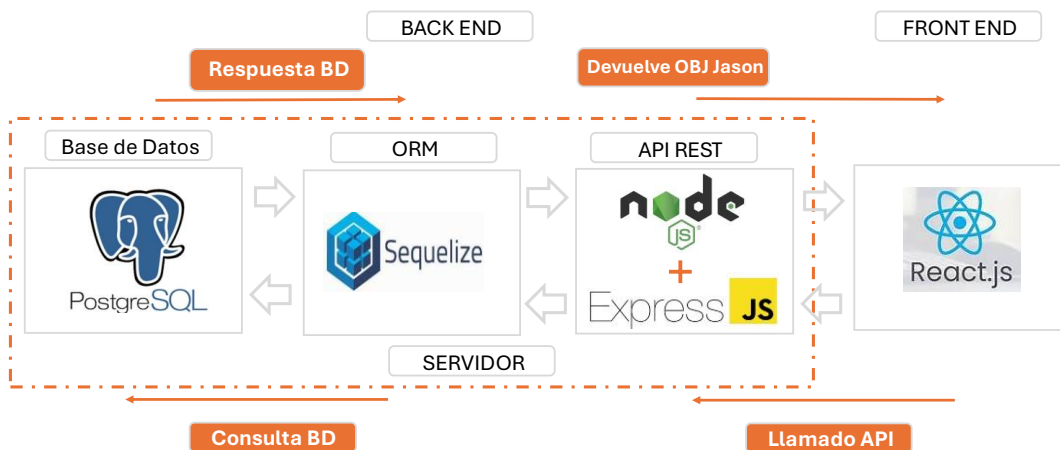 BACK END
FRONT END
Respuesta BD
Devuelve OBJ Jason
Base de Datos
ORM
API REST
PostgreSQL
Sequelize
node
JS
+
Express JS
React.js
SERVIDOR
Consulta BD
Llamado API